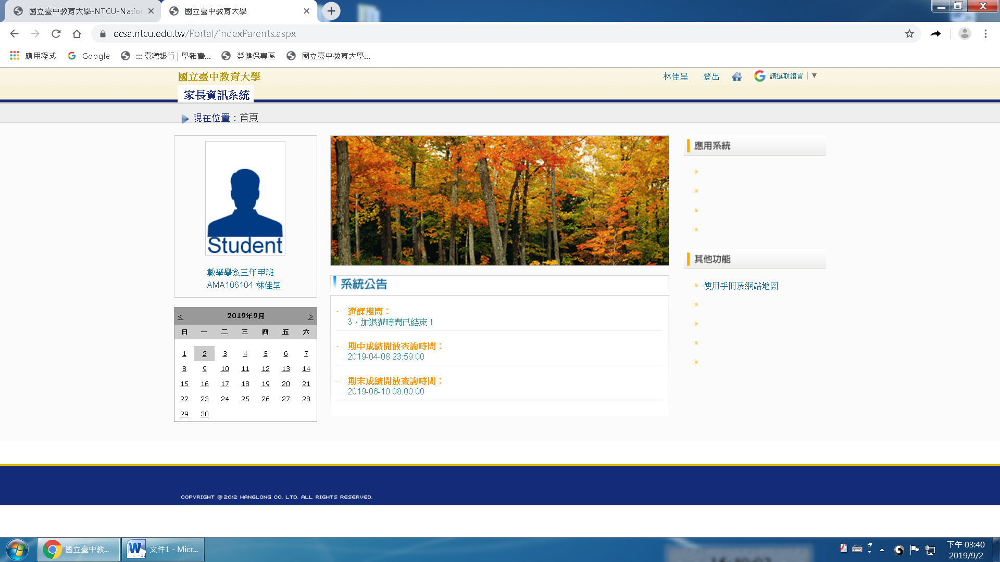 國立臺中教育大學-NTCU-Natio
國立臺中教育大學
ecsa.ntcu.edu.tw/Portal/indexParents.aspx
應用程式 Google ::: 臺灣銀行 | 學雜費... 勞健保專區 國立臺中教育大學...
國立臺中教育大學
林佳呈 登出 請選取語言 ▼
家長資訊系統
現在位置：首頁
Student
數學學系三年甲班
AMA106104 林佳呈
< 2019年9月 >
日 一 二 三 四 五 六
1 2 3 4 5 6 7
8 9 10 11 12 13 14
15 16 17 18 19 20 21
22 23 24 25 26 27 28
29 30
系統公告
選課期間：
3、加退選時間已結束！
期中成績開放查詢時間：
2019-04-08 23:59:00
期末成績開放查詢時間：
2019-06-10 08:00:00
應用系統
其他功能
使用手冊及網站地圖
COPYRIGHT © 2012 HANGLONG CO. LTD. ALL RIGHTS RESERVED.
國立臺中教...
文件1 - Micr...
下午 03:40
2019/9/2